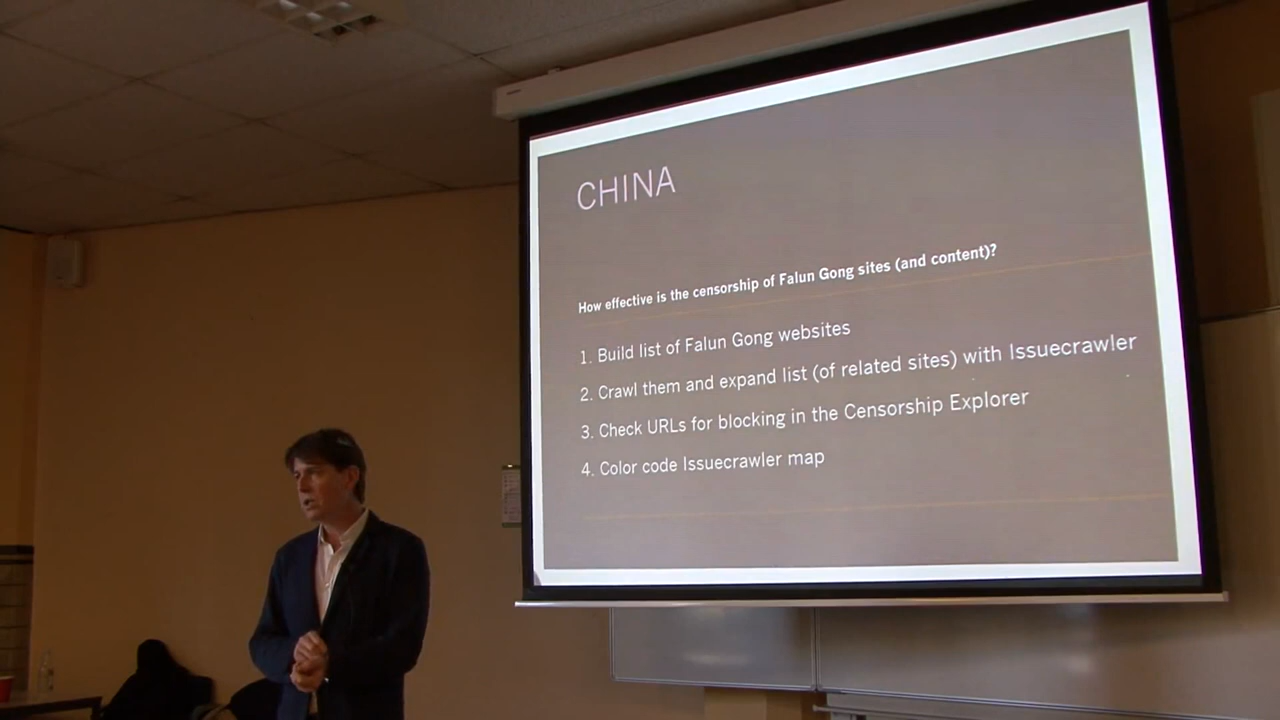 CHINA
How effective is the censorship of Falun Gong sites (and content)?
1. Build list of Falun Gong websites
2. Crawl them and expand list (of related sites) with Issuecrawler
3. Check URLs for blocking in the Censorship Explorer
4. Color code Issuecrawler map